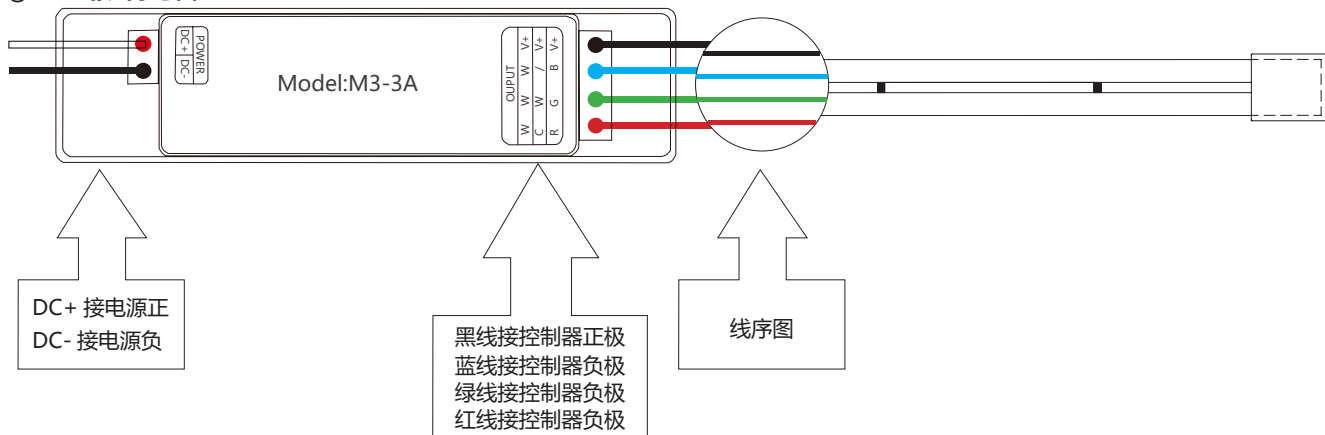 POWER
DC+ DC-
Model:M3-3A
OUPUT
W W W V+
C W / V+
R G B V+
DC+ 接电源正
DC- 接电源负
黑线接控制器正极
蓝线接控制器负极
绿线接控制器负极
红线接控制器负极
线序图